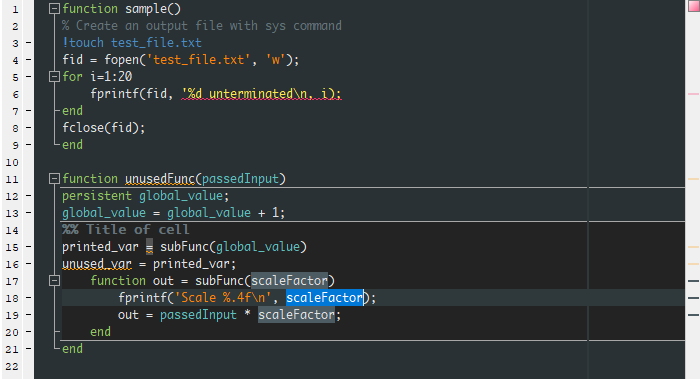 1 function sample()
2 % Create an output file with sys command
3 - !touch test_file.txt
4 - fid = fopen('test_file.txt', 'w');
5 - for i=1:20
6 - fprintf(fid, '%d unterminated\n, i);
7 - end
8 - fclose(fid);
9 - end
10
11 function unusedFunc(passedInput)
12 - persistent global_value;
13 - global_value = global_value + 1;
14 %% Title of cell
15 - printed_var = subFunc(global_value)
16 - unused_var = printed_var;
17 - function out = subFunc(scaleFactor)
18 - fprintf('Scale %.4f\n', scaleFactor);
19 - out = passedInput * scaleFactor;
20 - end
21 - end
22